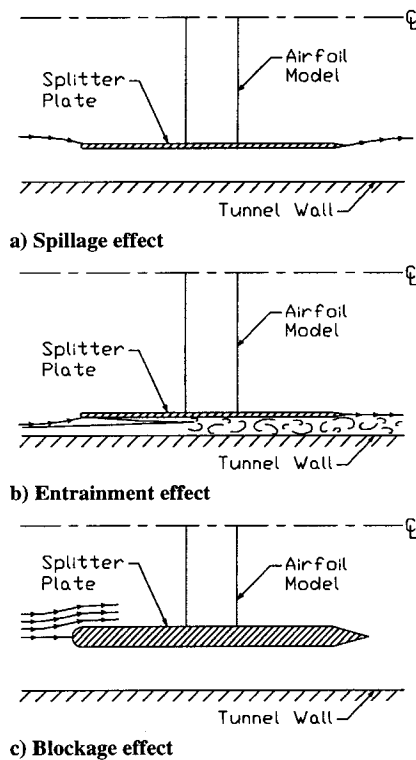 ℄
Splitter
Plate
Airfoil
Model
Tunnel Wall
a) Spillage effect
℄
Splitter
Plate
Airfoil
Model
Tunnel Wall
b) Entrainment effect
℄
Splitter
Plate
Airfoil
Model
Tunnel Wall
c) Blockage effect